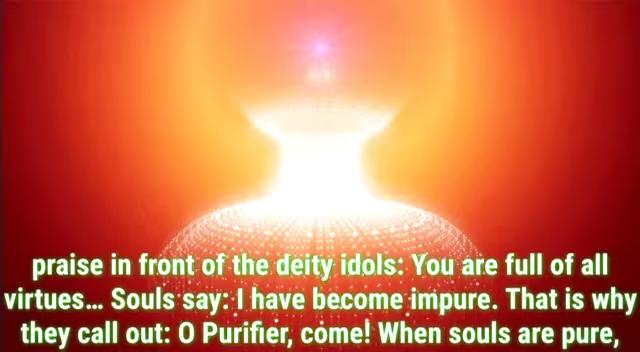 praise in front of the deity idols: You are full of all
virtues... Souls say: I have become impure. That is why
they call out: O Purifier, come! When souls are pure,